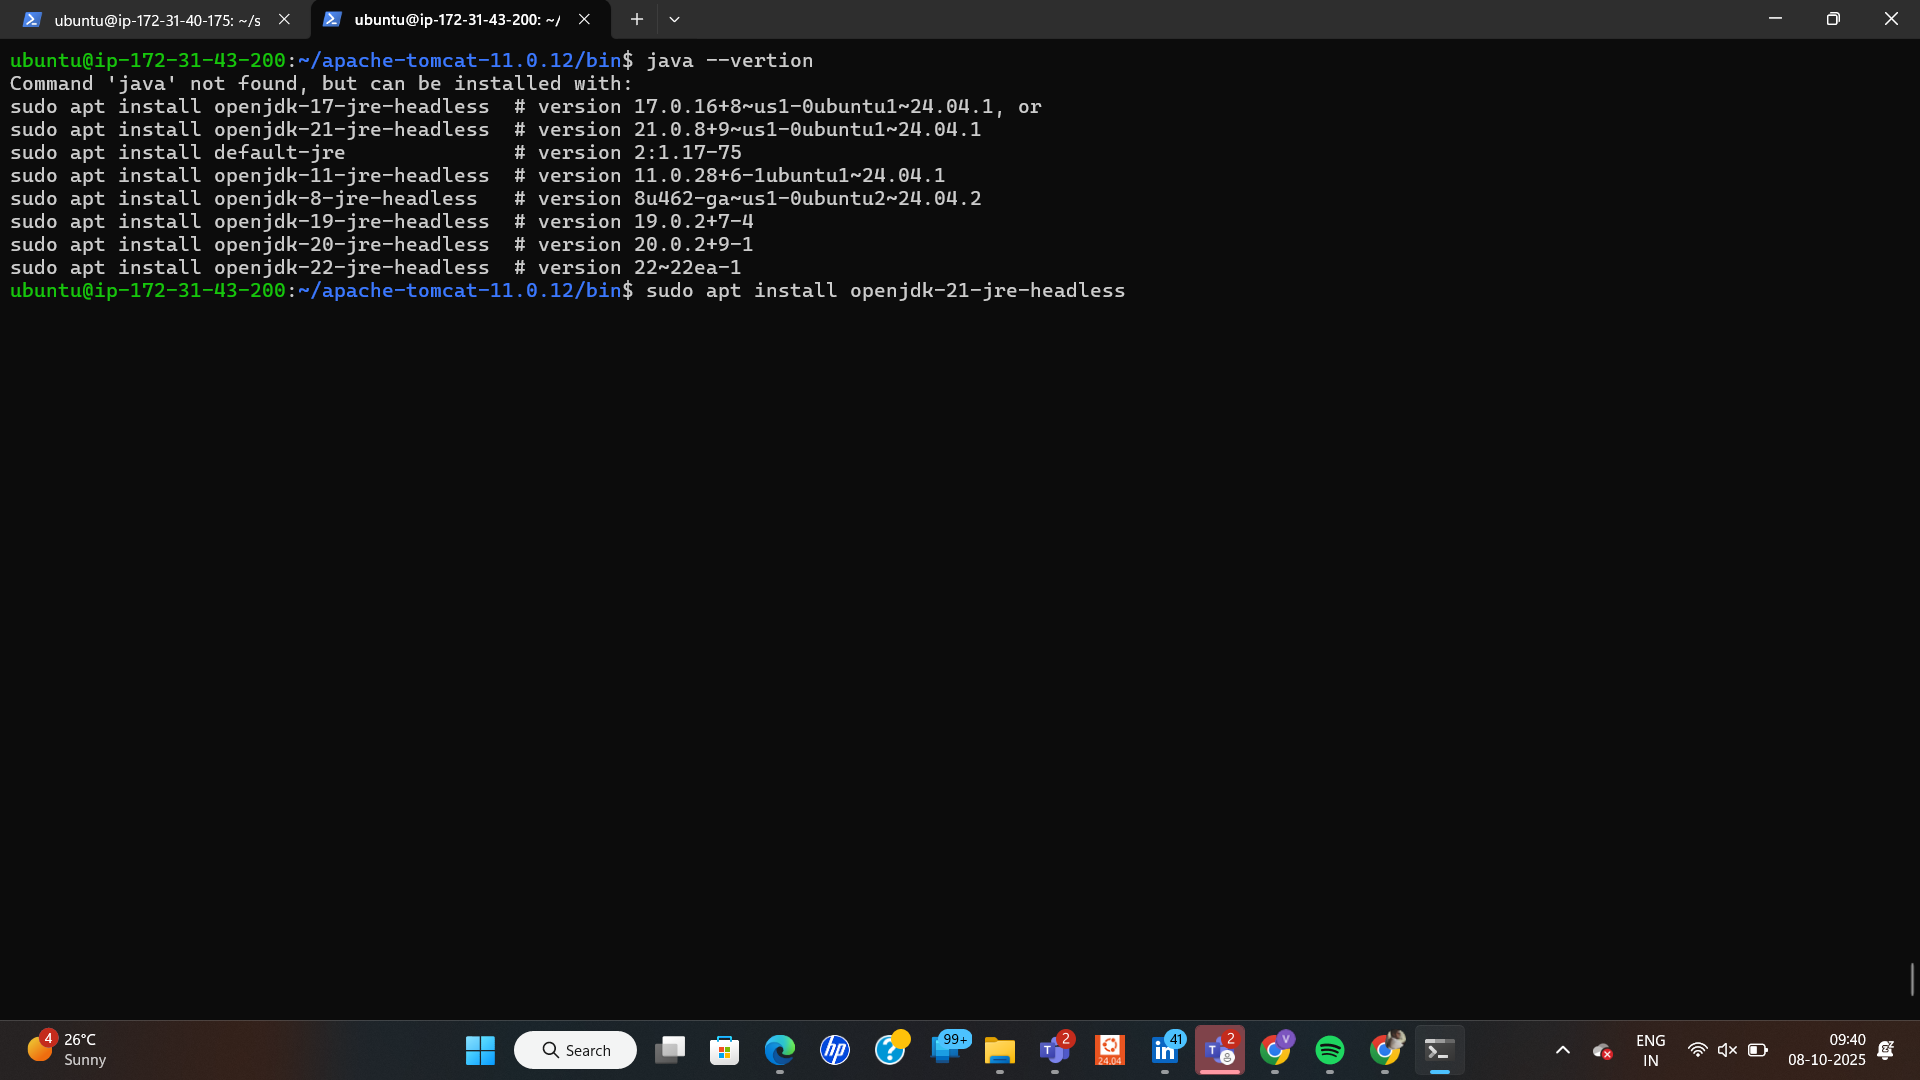 ubuntu@ip-172-31-40-175: ~/s
ubuntu@ip-172-31-43-200: ~/
ubuntu@ip-172-31-43-200:~/apache-tomcat-11.0.12/bin$ java --vertion
Command 'java' not found, but can be installed with:
sudo apt install openjdk-17-jre-headless  # version 17.0.16+8~us1-0ubuntu1~24.04.1, or
sudo apt install openjdk-21-jre-headless  # version 21.0.8+9~us1-0ubuntu1~24.04.1
sudo apt install default-jre              # version 2:1.17-75
sudo apt install openjdk-11-jre-headless  # version 11.0.28+6-1ubuntu1~24.04.1
sudo apt install openjdk-8-jre-headless   # version 8u462-ga~us1-0ubuntu2~24.04.2
sudo apt install openjdk-19-jre-headless  # version 19.0.2+7-4
sudo apt install openjdk-20-jre-headless  # version 20.0.2+9-1
sudo apt install openjdk-22-jre-headless  # version 22~22ea-1
ubuntu@ip-172-31-43-200:~/apache-tomcat-11.0.12/bin$ sudo apt install openjdk-21-jre-headless
4
26°C
Sunny
Search
hp
99+
T 2
24.04
in 41
T 2
V
ENG
IN
09:40
08-10-2025